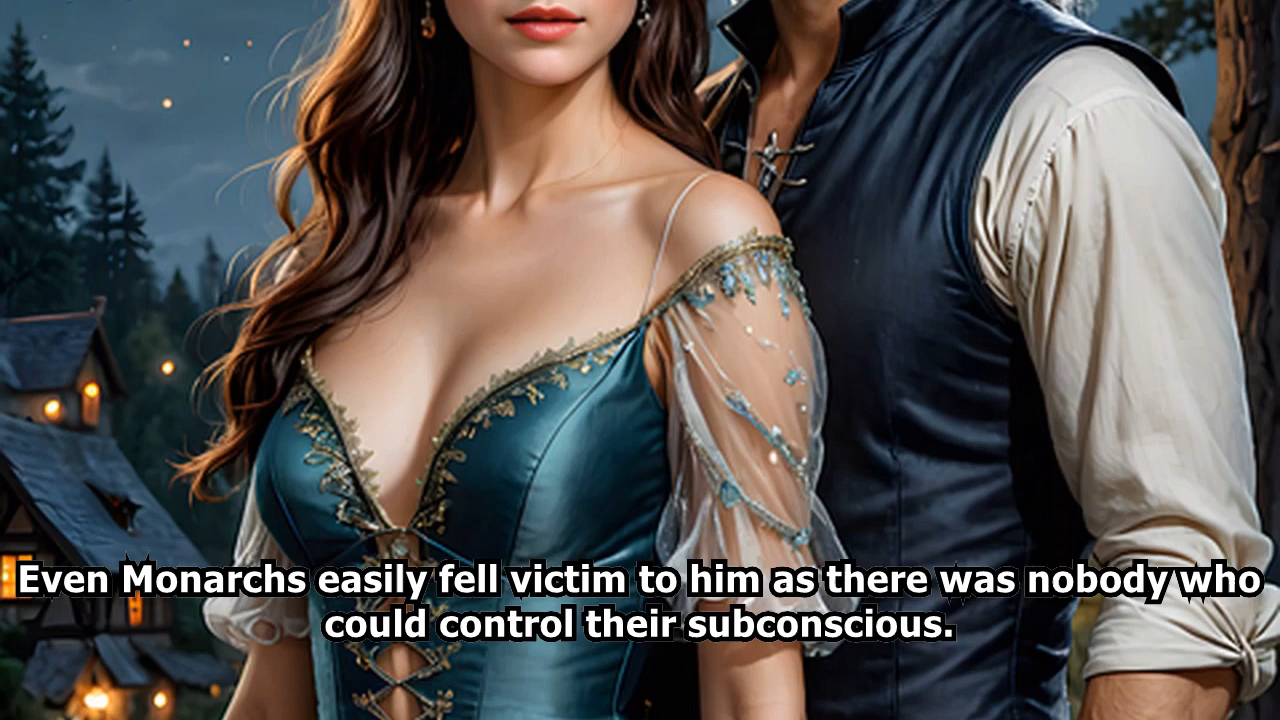 Even Monarchs easily fell victim to him as there was nobody who
could control their subconscious.